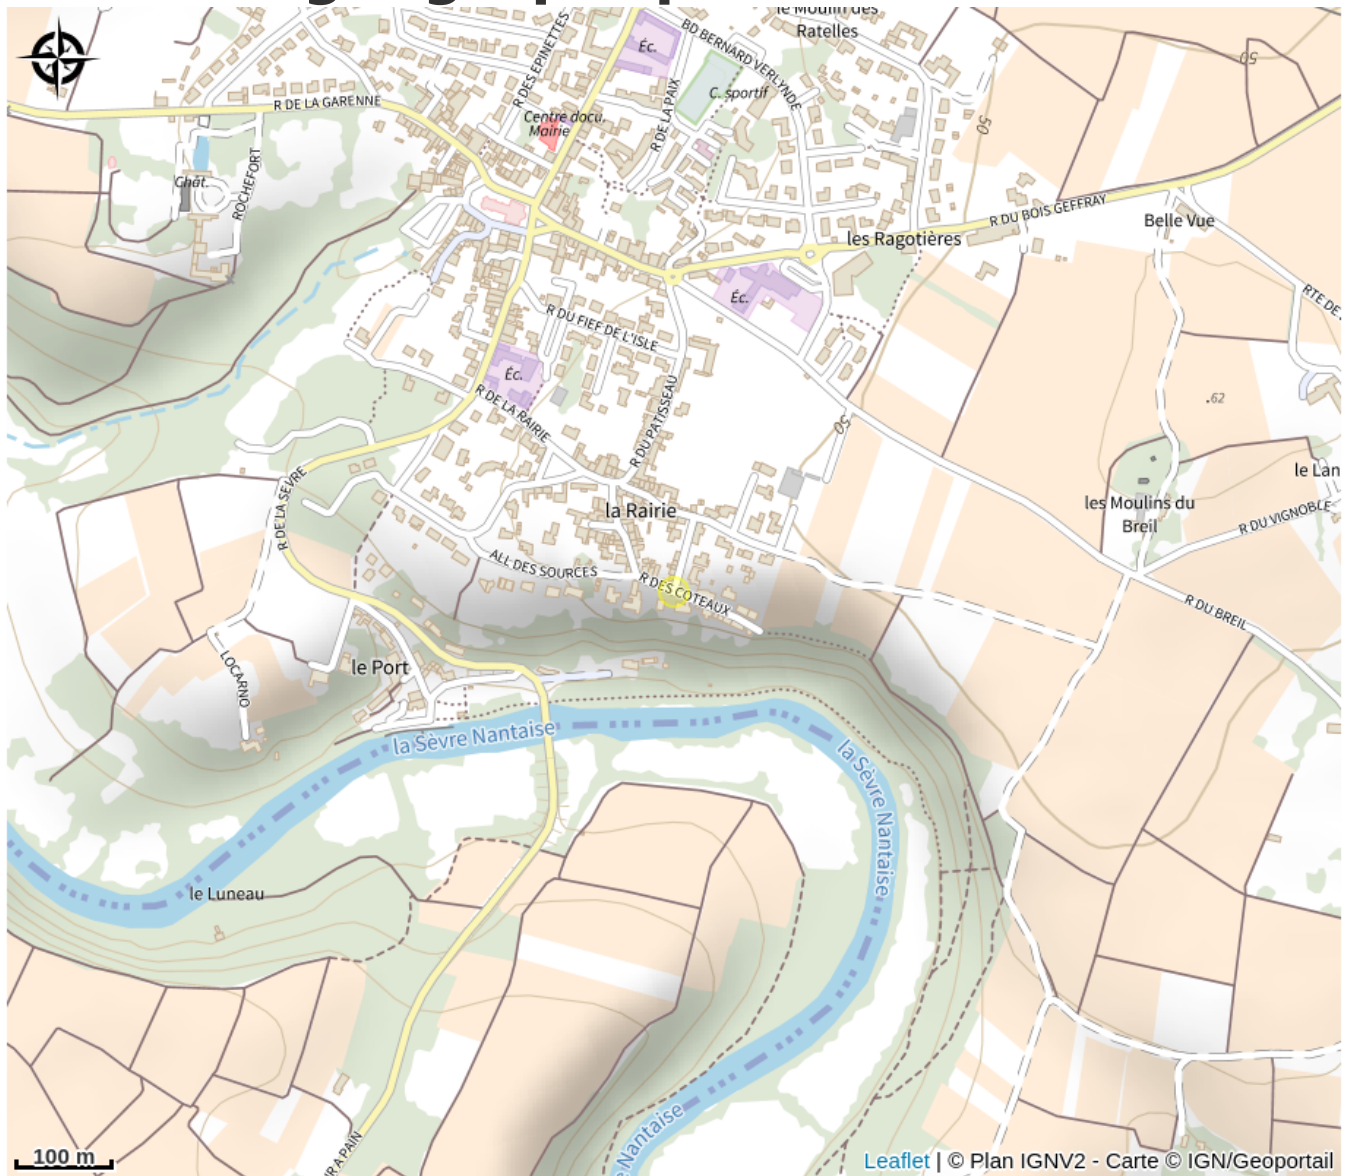 le Moulin des
Ratelles
BD BERNARD VERLYNDE
Éc.
R DES EPINETTES
C. sportif
R DE LA PAIX
R DE LA GARENNE
Centre docu.
Mairie
50
50
Chât.
ROCHEFORT
R DU BOIS GEFFRAY
Belle Vue
les Ragotières
Éc.
RTE DE
R DU FIEF DE L'ISLE
Éc.
R DE LA RAIRIE
R DU PATISSEAU
.62
50
le Lan
R DE LA SEVRE
la Rairie
les Moulins du
Breil
R DU VIGNOBLE
ALL DES SOURCES
R DES COTEAUX
R DU BREIL
le Port
LOCARNO
la Sèvre Nantaise
la Sèvre Nantaise
le Luneau
Nantaise
R A PAIN
100 m
Leaflet | © Plan IGNV2 - Carte © IGN/Geoportail